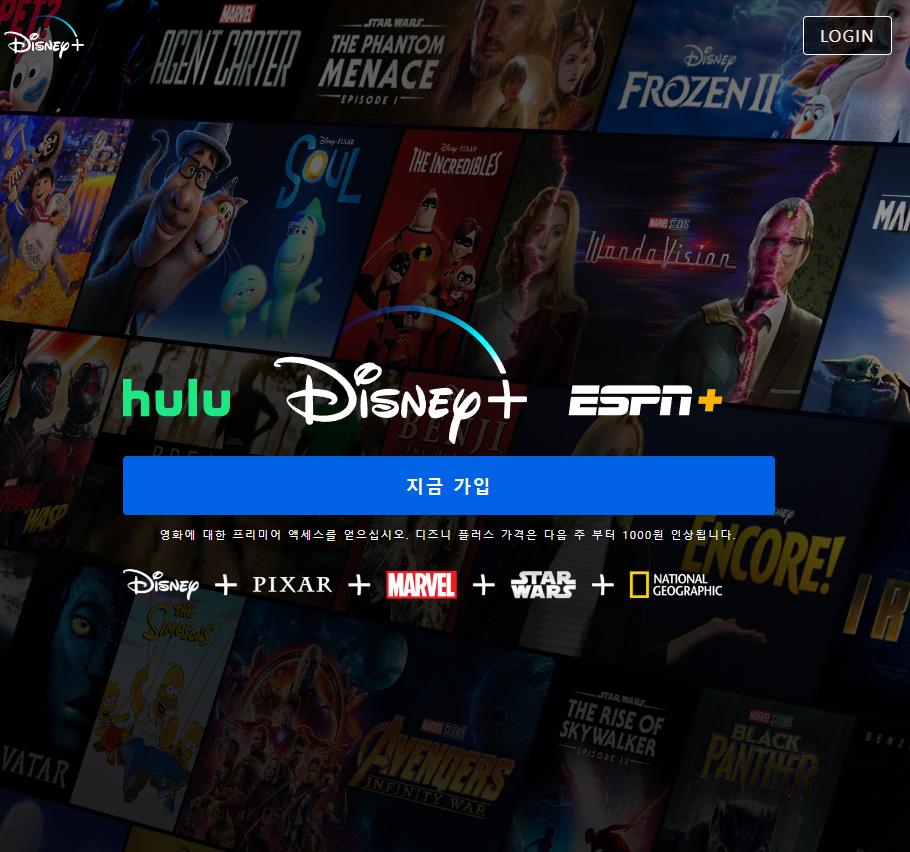 Disney+
LOGIN
PET?
MARVEL
AGENT CARTER
STAR WARS
THE PHANTOM
MENACE
EPISODE I
Disney
FROZEN II
Disney·PIXAR
SOUL
Disney·PIXAR
THE INCREDIBLES
MARVEL STUDIOS
WandaVision
hulu
Disney+
ESPN+
BENJI
지금 가입
WASP
영화에 대한 프리미어 액세스를 얻으십시오. 디즈니 플러스 가격은 다음 주 부터 1000원 인상됩니다.
ENCORE!
Disney + PIXAR + MARVEL + STAR WARS + NATIONAL GEOGRAPHIC
THE SIMPSONS
AVATAR
MARVEL STUDIOS
AVENGERS
INFINITY WAR
STAR WARS
THE RISE OF
SKYWALKER
EPISODE IX
MARVEL STUDIOS
BLACK
PANTHER